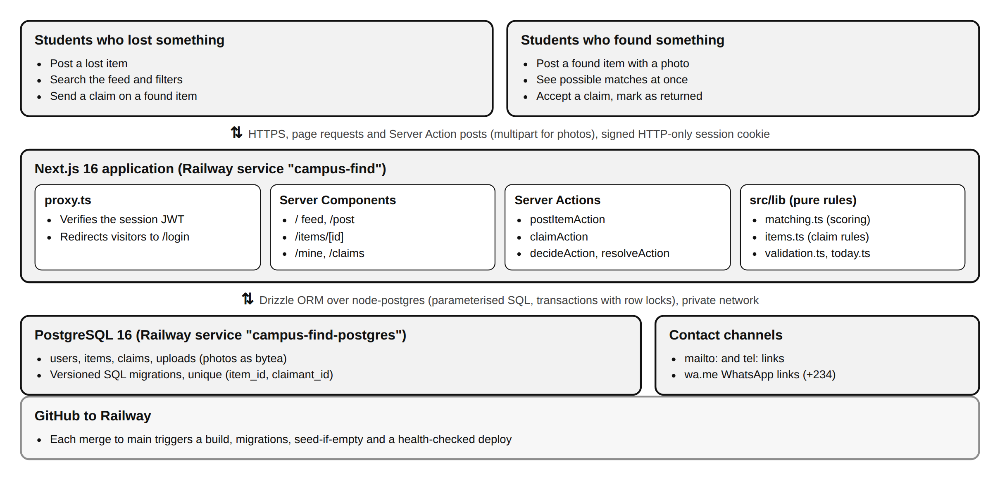 Students who lost something
• Post a lost item
• Search the feed and filters
• Send a claim on a found item
Students who found something
• Post a found item with a photo
• See possible matches at once
• Accept a claim, mark as returned
⇅ HTTPS, page requests and Server Action posts (multipart for photos), signed HTTP-only session cookie
Next.js 16 application (Railway service "campus-find")
proxy.ts
• Verifies the session JWT
• Redirects visitors to /login
Server Components
• / feed, /post
• /items/[id]
• /mine, /claims
Server Actions
• postItemAction
• claimAction
• decideAction, resolveAction
src/lib (pure rules)
• matching.ts (scoring)
• items.ts (claim rules)
• validation.ts, today.ts
⇅ Drizzle ORM over node-postgres (parameterised SQL, transactions with row locks), private network
PostgreSQL 16 (Railway service "campus-find-postgres")
• users, items, claims, uploads (photos as bytea)
• Versioned SQL migrations, unique (item_id, claimant_id)
Contact channels
• mailto: and tel: links
• wa.me WhatsApp links (+234)
GitHub to Railway
• Each merge to main triggers a build, migrations, seed-if-empty and a health-checked deploy